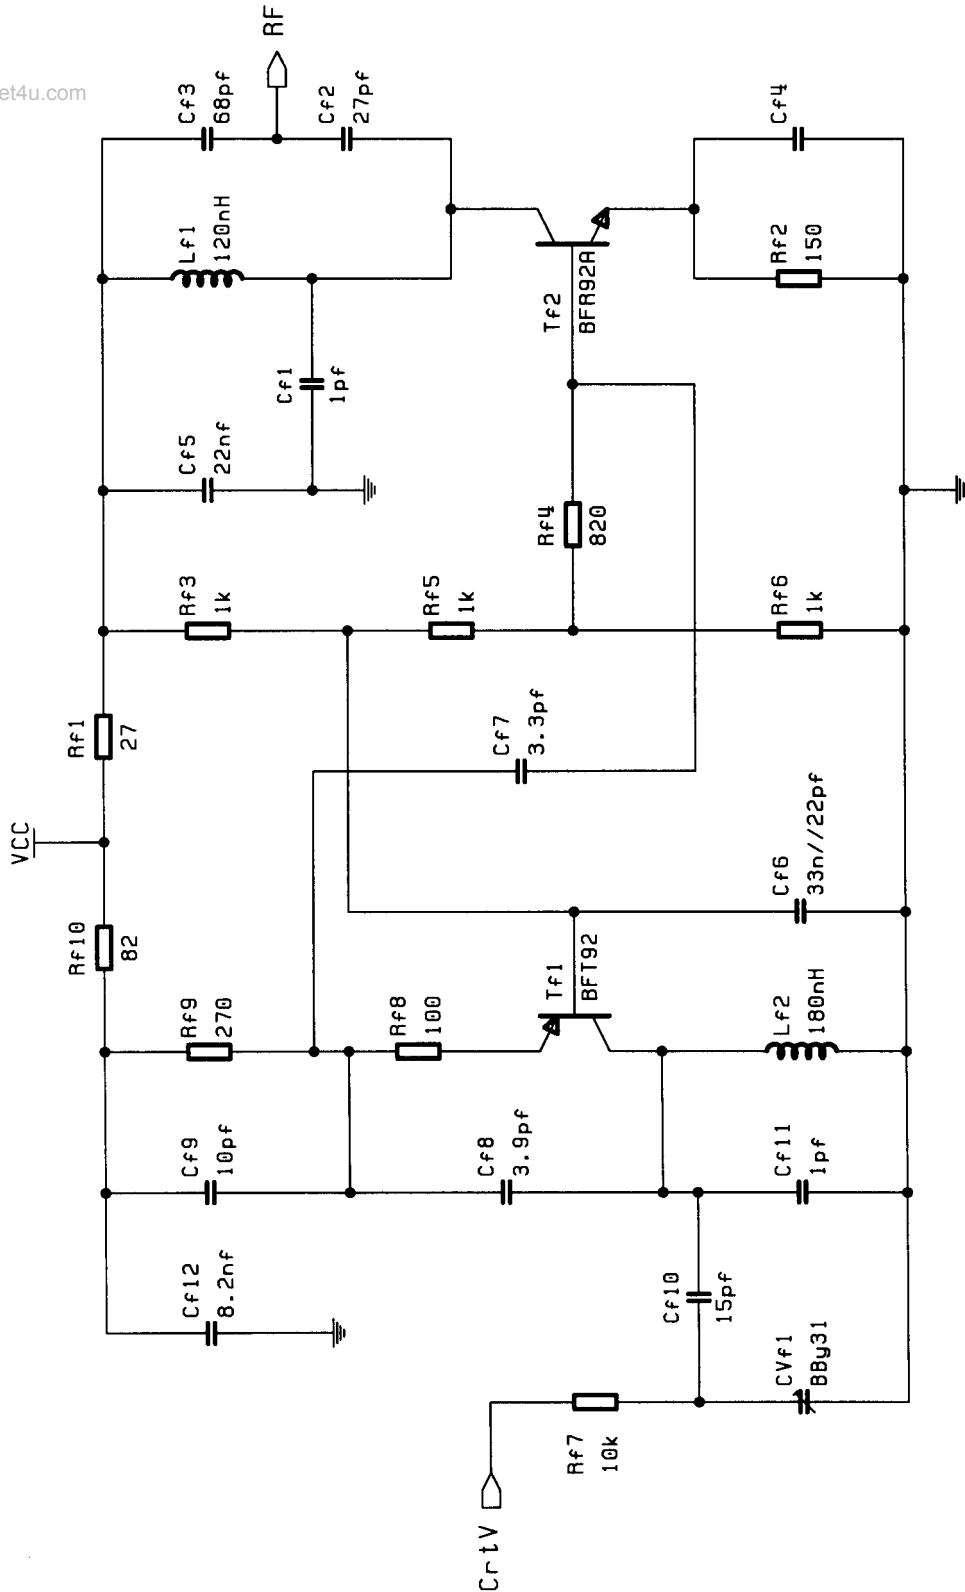 et4u.com
RF
Cf3
68pf
Cf2
27pf
Cf4
Lf1
120nH
Rf2
150
Tf2
BFR92A
Cf1
1pf
Cf5
22nf
Rf4
820
Rf3
1k
Rf5
1k
Rf6
1k
Rf1
27
Cf7
3.3pf
VCC
Cf6
33n//22pf
Rf10
82
Tf1
BFT92
Rf9
270
Rf8
100
Lf2
180nH
Cf9
10pf
Cf8
3.9pf
Cf11
1pf
Cf12
8.2nf
Cf10
15pf
CVf1
BBy31
Rf7
10k
CrtV